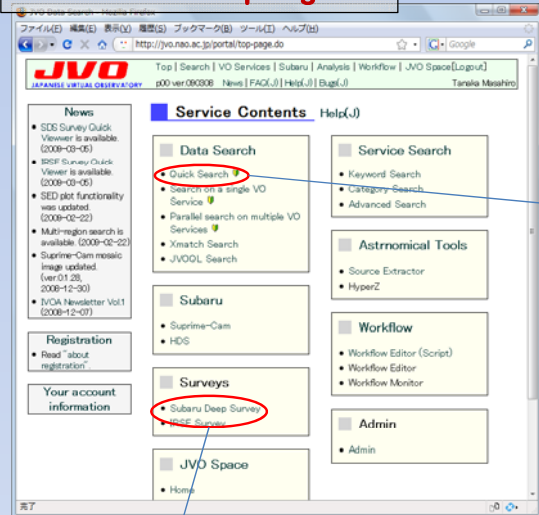 JVO Data Search - Mozilla Firefox
ファイル(F) 編集(E) 表示(V) 履歴(S) ブックマーク(B) ツール(T) ヘルプ(H)
http://jvo.nao.ac.jp/portal/top-page.do
Google
JVO
JAPANESE VIRTUAL OBSERVATORY
Top | Search | VO Services | Subaru | Analysis | Workflow | JVO Space[Logout]
p00 ver.090308 News | FAQ(J) | Help(J) | Bugs(J)
Tanaka Masahiro
News
SDS Survey Quick
Viewwer is available.
(2009-03-05)
IRSF Survey Quick
Viewer is available.
(2009-03-05)
SED plot functionality
was updated.
(2009-02-22)
Multi-region search is
available. (2009-02-22)
Suprime-Cam mosaic
image updated.
(ver.0.1.28,
2008-12-30)
IVOA Newsletter Vol.1
(2008-12-07)
Registration
Read "about
registration".
Your account
information
Service Contents Help(J)
Data Search
Quick Search
Search on a single VO
Service
Parallel search on multiple VO
Services
Xmatch Search
JVOQL Search
Subaru
Suprime-Cam
HDS
Surveys
Subaru Deep Survey
IRSF Survey
JVO Space
Home
Service Search
Keyword Search
Category Search
Advanced Search
Astrnomical Tools
Source Extractor
HyperZ
Workflow
Workflow Editor (Script)
Workflow Editor
Workflow Monitor
Admin
Admin
完了